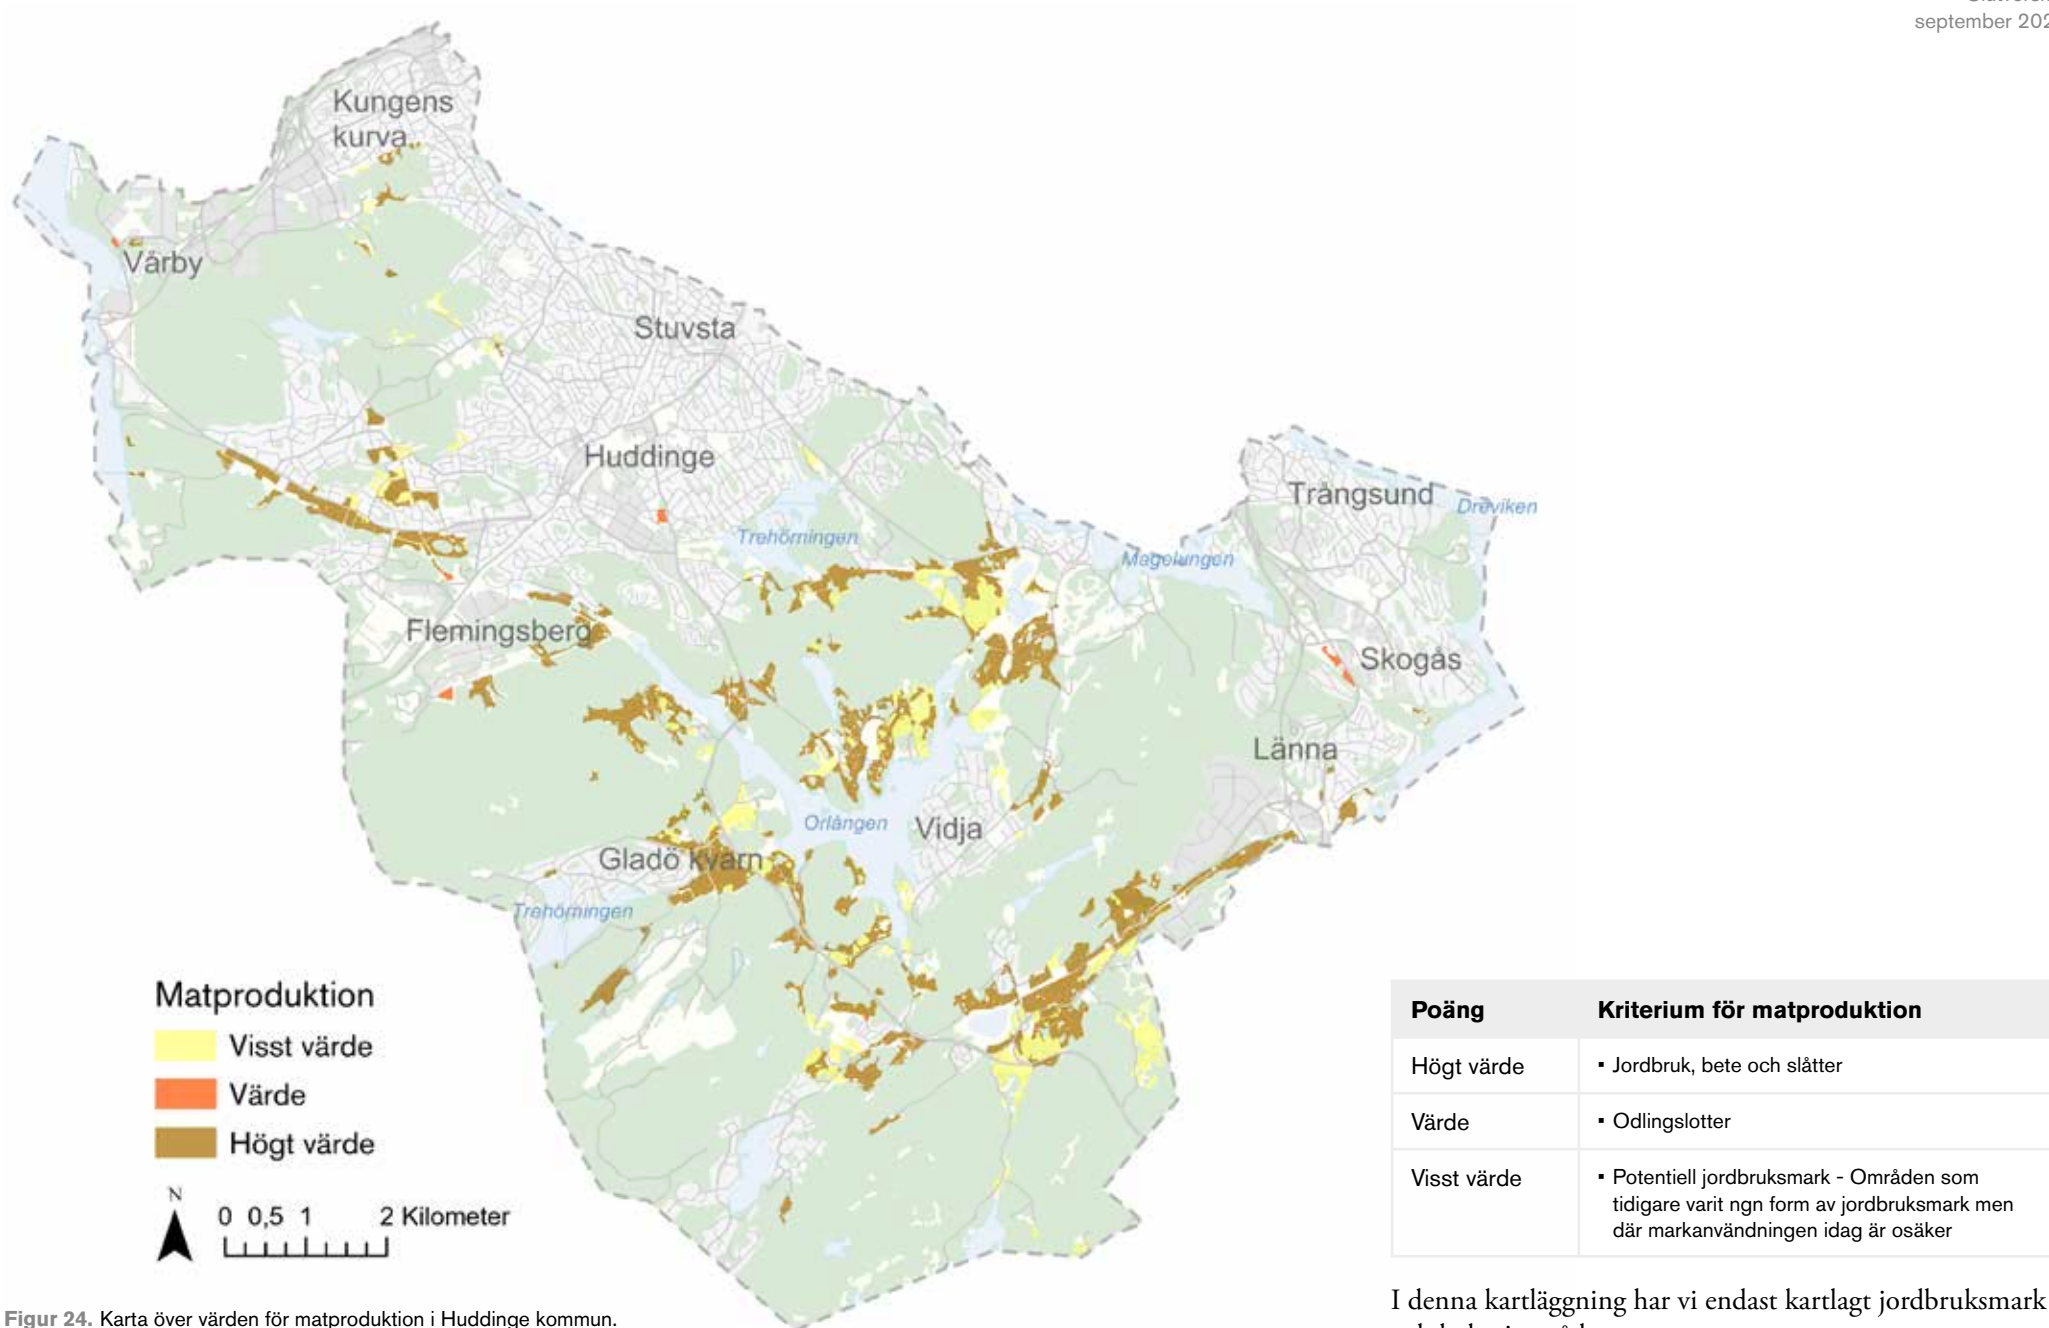 september 202
Kungens
kurva
Vårby
Stuvsta
Huddinge
Trångsund
Dreviken
Trehörningen
Magelungen
Flemingsberg
Skogås
Länna
Orlången
Vidja
Gladö kvarn
Trehörningen
Matproduktion
Visst värde
Värde
Högt värde
N
0 0,5 1 2 Kilometer
Figur 24. Karta över värden för matproduktion i Huddinge kommun.
Poäng Kriterium för matproduktion
Högt värde ▪ Jordbruk, bete och slåtter
Värde ▪ Odlingslotter
Visst värde ▪ Potentiell jordbruksmark - Områden som
tidigare varit ngn form av jordbruksmark men
där markanvändningen idag är osäker
I denna kartläggning har vi endast kartlagt jordbruksmark